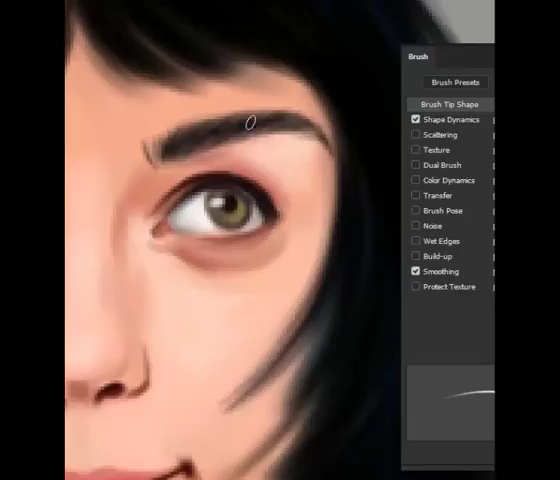 Brush
Brush Presets
Brush Tip Shape
Shape Dynamics
Scattering
Texture
Dual Brush
Color Dynamics
Transfer
Brush Pose
Noise
Wet Edges
Build-up
Smoothing
Protect Texture